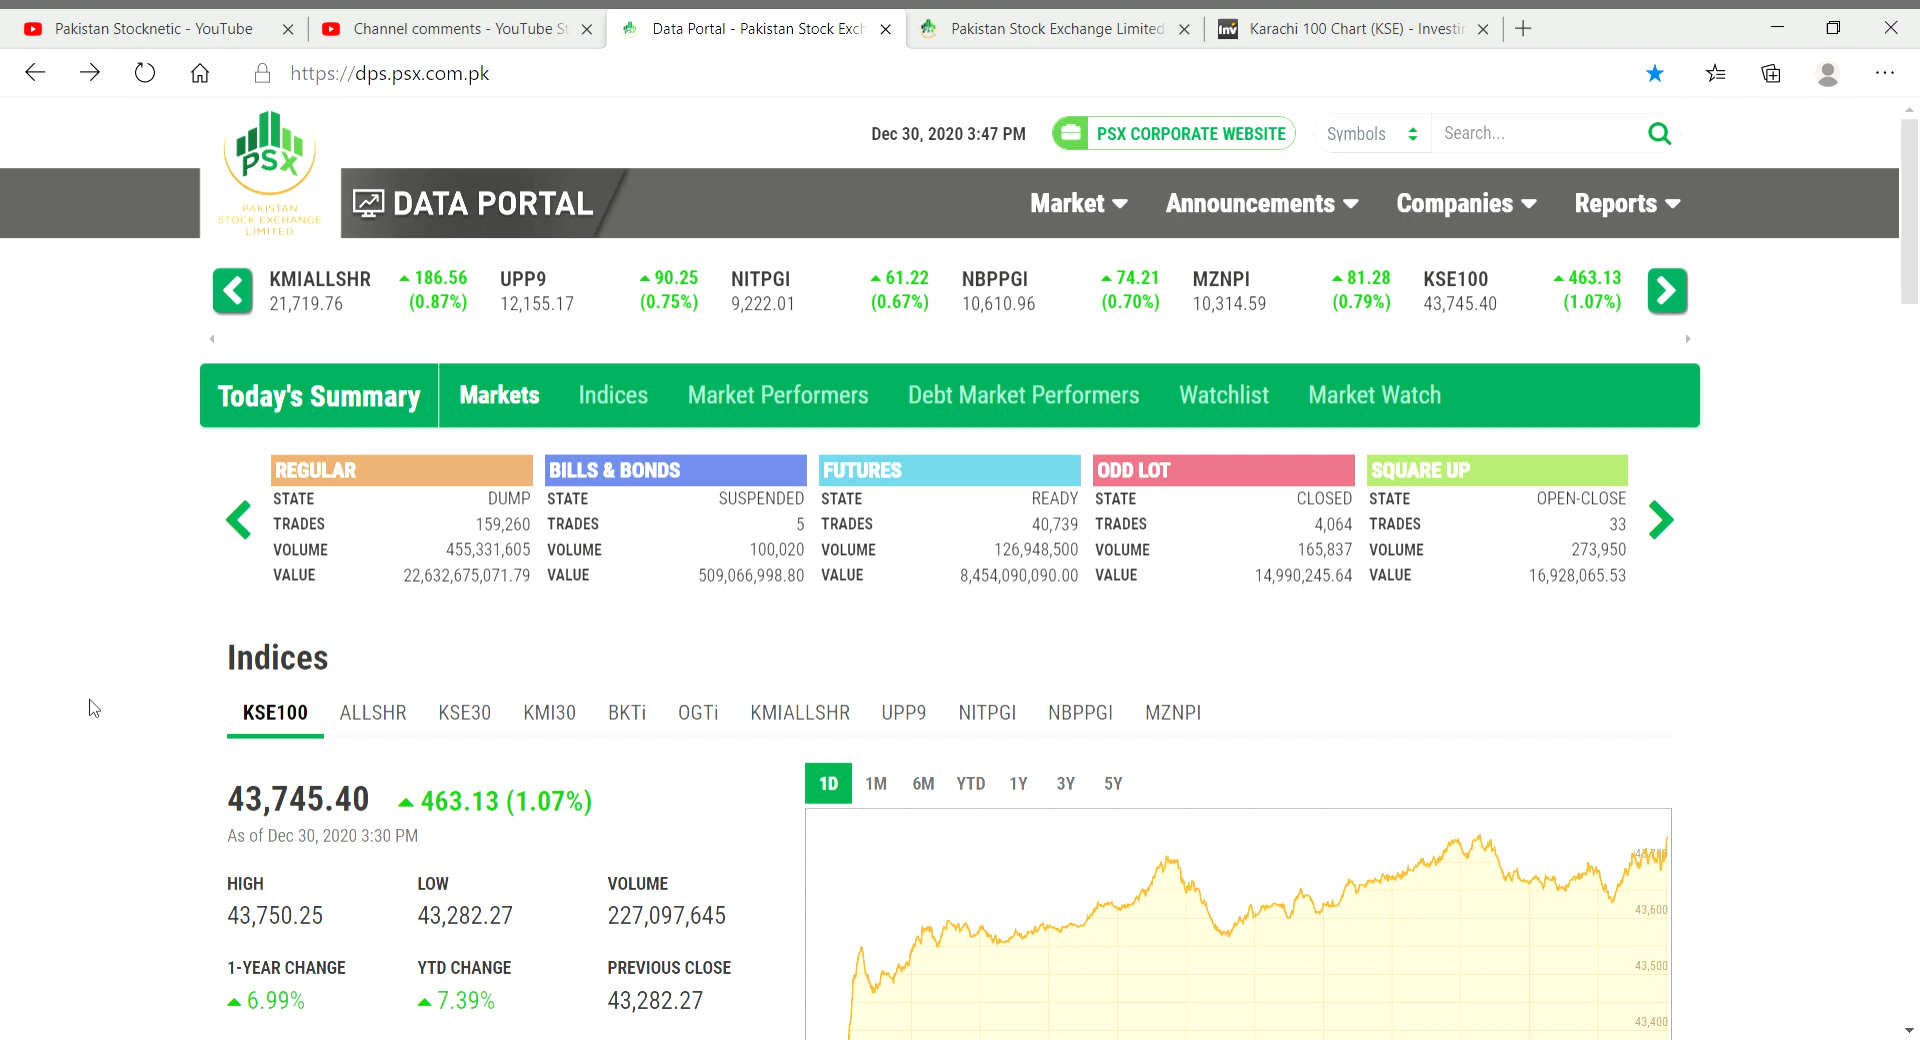 Pakistan Stocknetic - YouTube
Channel comments - YouTube St
Data Portal - Pakistan Stock Exch
Pakistan Stock Exchange Limited
Inv
Karachi 100 Chart (KSE) - Investin
https://dps.psx.com.pk
PSX
PAKISTAN
STOCK EXCHANGE
LIMITED
Dec 30, 2020 3:47 PM
PSX CORPORATE WEBSITE
Symbols
Search...
DATA PORTAL
Market
Announcements
Companies
Reports
KMIALLSHR 186.56 UPP9 90.25 NITPGI 61.22 NBPPGI 74.21 MZNPI 81.28 KSE100 463.13
21,719.76 (0.87%) 12,155.17 (0.75%) 9,222.01 (0.67%) 10,610.96 (0.70%) 10,314.59 (0.79%) 43,745.40 (1.07%)
Today's Summary Markets Indices Market Performers Debt Market Performers Watchlist Market Watch
REGULAR BILLS & BONDS FUTURES ODD LOT SQUARE UP
STATE DUMP STATE SUSPENDED STATE READY STATE CLOSED STATE OPEN-CLOSE
TRADES 159,260 TRADES 5 TRADES 40,739 TRADES 4,064 TRADES 33
VOLUME 455,331,605 VOLUME 100,020 VOLUME 126,948,500 VOLUME 165,837 VOLUME 273,950
VALUE 22,632,675,071.79 VALUE 509,066,998.80 VALUE 8,454,090,090.00 VALUE 14,990,245.64 VALUE 16,928,065.53
Indices
KSE100 ALLSHR KSE30 KMI30 BKTi OGTi KMIALLSHR UPP9 NITPGI NBPPGI MZNPI
43,745.40 463.13 (1.07%)
As of Dec 30, 2020 3:30 PM
HIGH LOW VOLUME
43,750.25 43,282.27 227,097,645
1-YEAR CHANGE YTD CHANGE PREVIOUS CLOSE
6.99% 7.39% 43,282.27
1D 1M 6M YTD 1Y 3Y 5Y
43,700
43,600
43,500
43,400